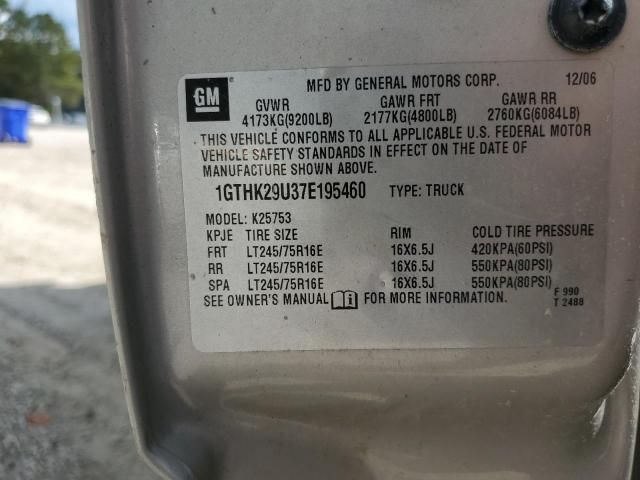 GM
MFD BY GENERAL MOTORS CORP. 12/06
GVWR GAWR FRT GAWR RR
4173KG(9200LB) 2177KG(4800LB) 2760KG(6084LB)
THIS VEHICLE CONFORMS TO ALL APPLICABLE U.S. FEDERAL MOTOR
VEHICLE SAFETY STANDARDS IN EFFECT ON THE DATE OF
MANUFACTURE SHOWN ABOVE.
1GTHK29U37E195460 TYPE: TRUCK
MODEL: K25753
KPJE TIRE SIZE RIM COLD TIRE PRESSURE
FRT LT245/75R16E 16X6.5J 420KPA(60PSI)
RR LT245/75R16E 16X6.5J 550KPA(80PSI)
SPA LT245/75R16E 16X6.5J 550KPA(80PSI)
SEE OWNER'S MANUAL FOR MORE INFORMATION.
F 990
T 2488